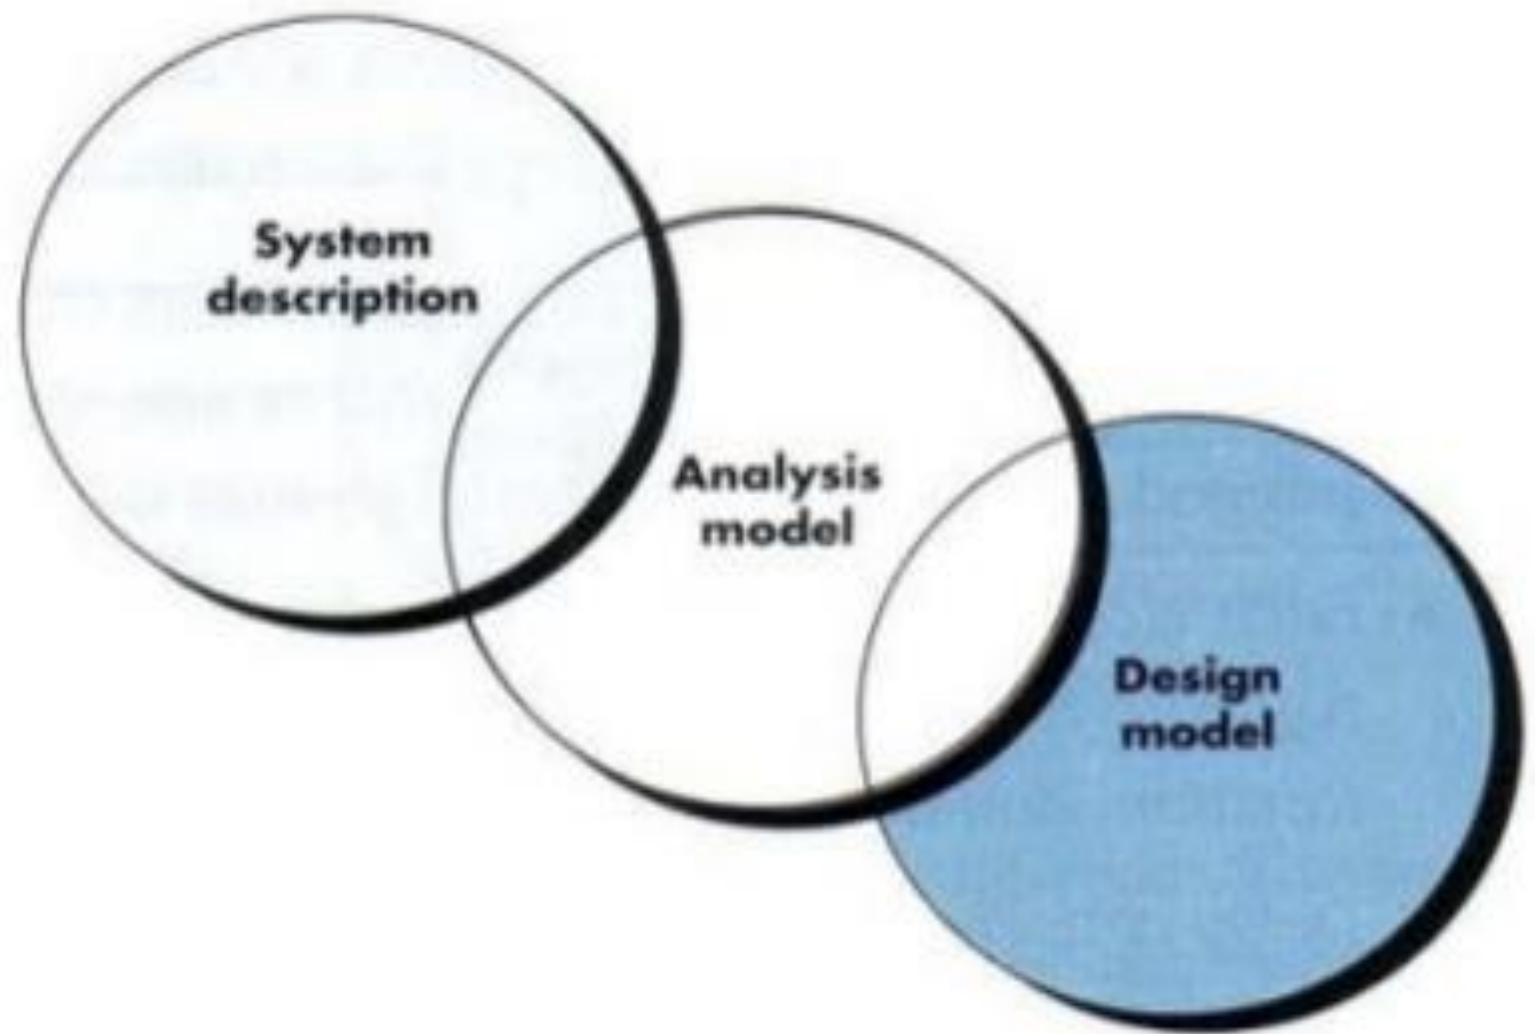 System
description
Analysis
model
Design
model